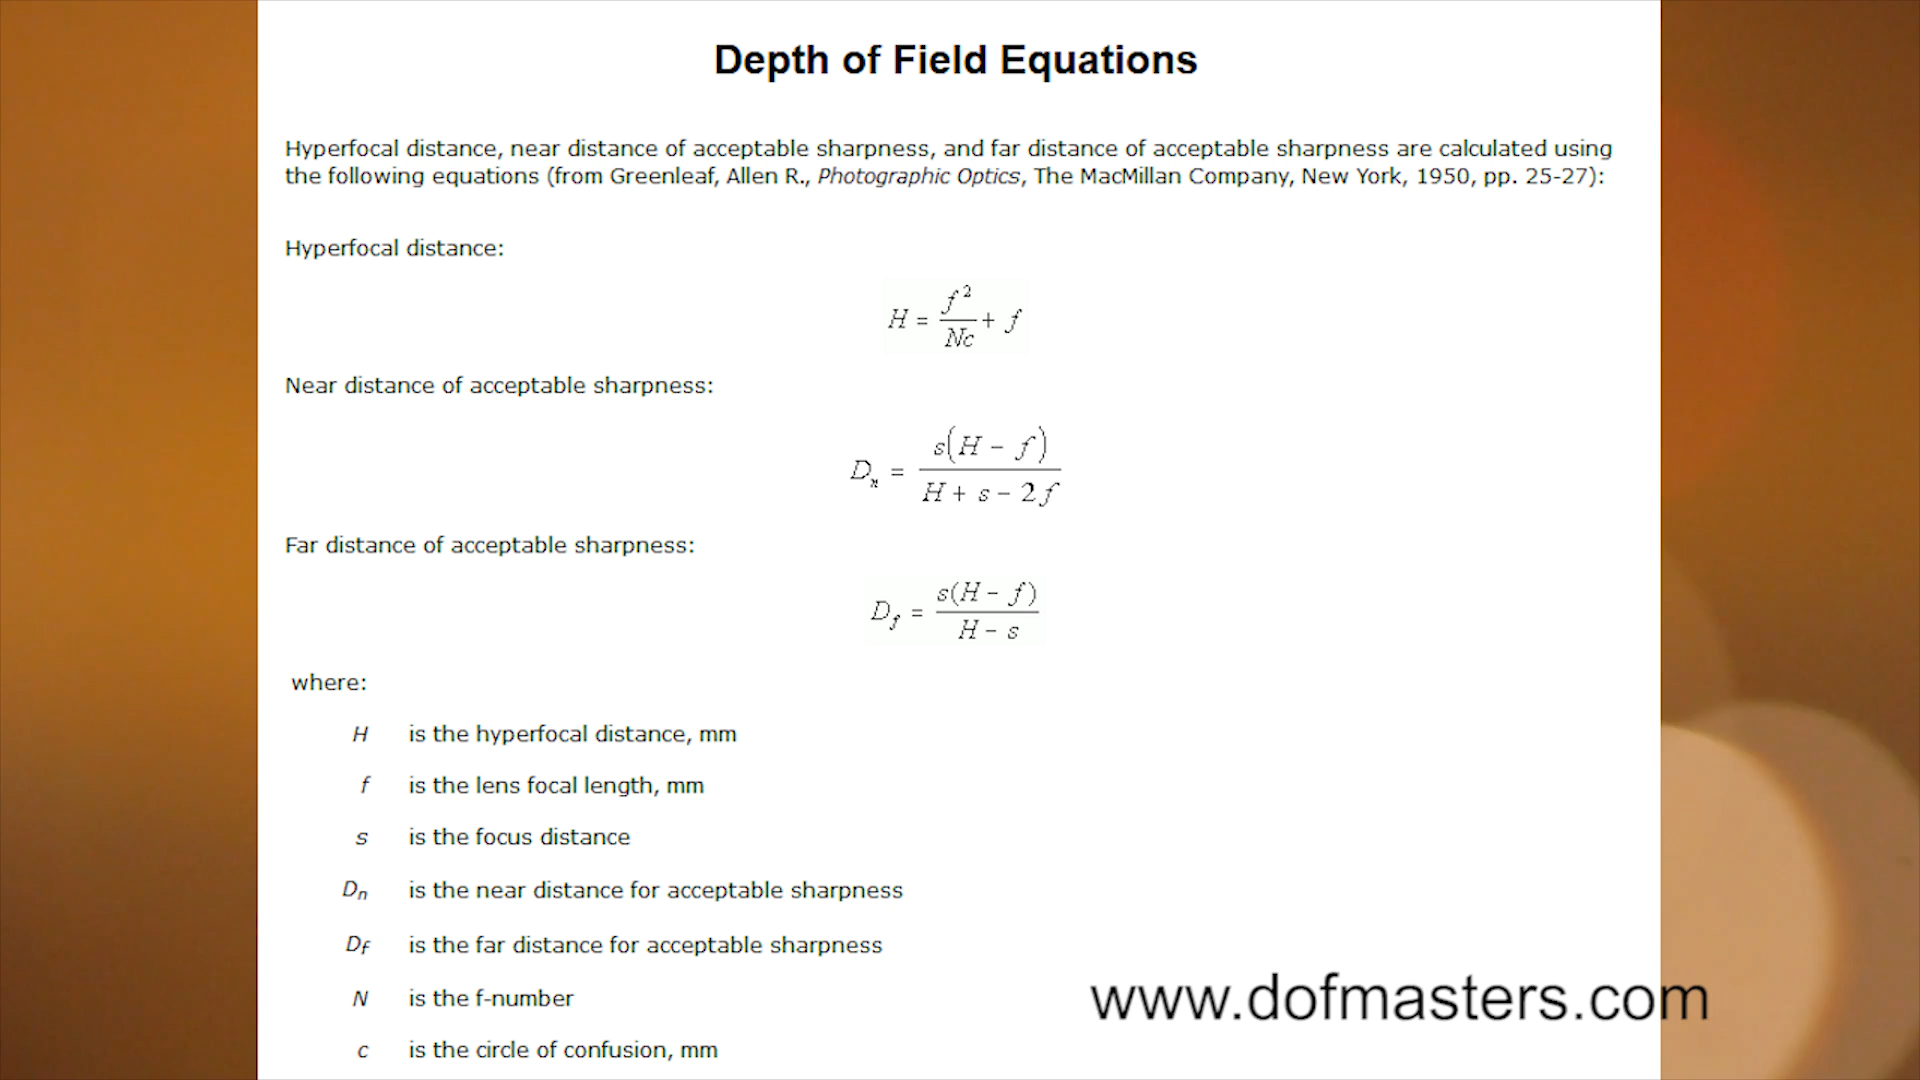 Depth of Field Equations
Hyperfocal distance, near distance of acceptable sharpness, and far distance of acceptable sharpness are calculated using
the following equations (from Greenleaf, Allen R., Photographic Optics, The MacMillan Company, New York, 1950, pp. 25-27):
Hyperfocal distance:
H = f² / Nc + f
Near distance of acceptable sharpness:
Dₙ = s(H − f) / H + s − 2f
Far distance of acceptable sharpness:
D_f = s(H − f) / H − s
where:
H is the hyperfocal distance, mm
f is the lens focal length, mm
s is the focus distance
Dₙ is the near distance for acceptable sharpness
D_f is the far distance for acceptable sharpness
N is the f-number
www.dofmasters.com
c is the circle of confusion, mm